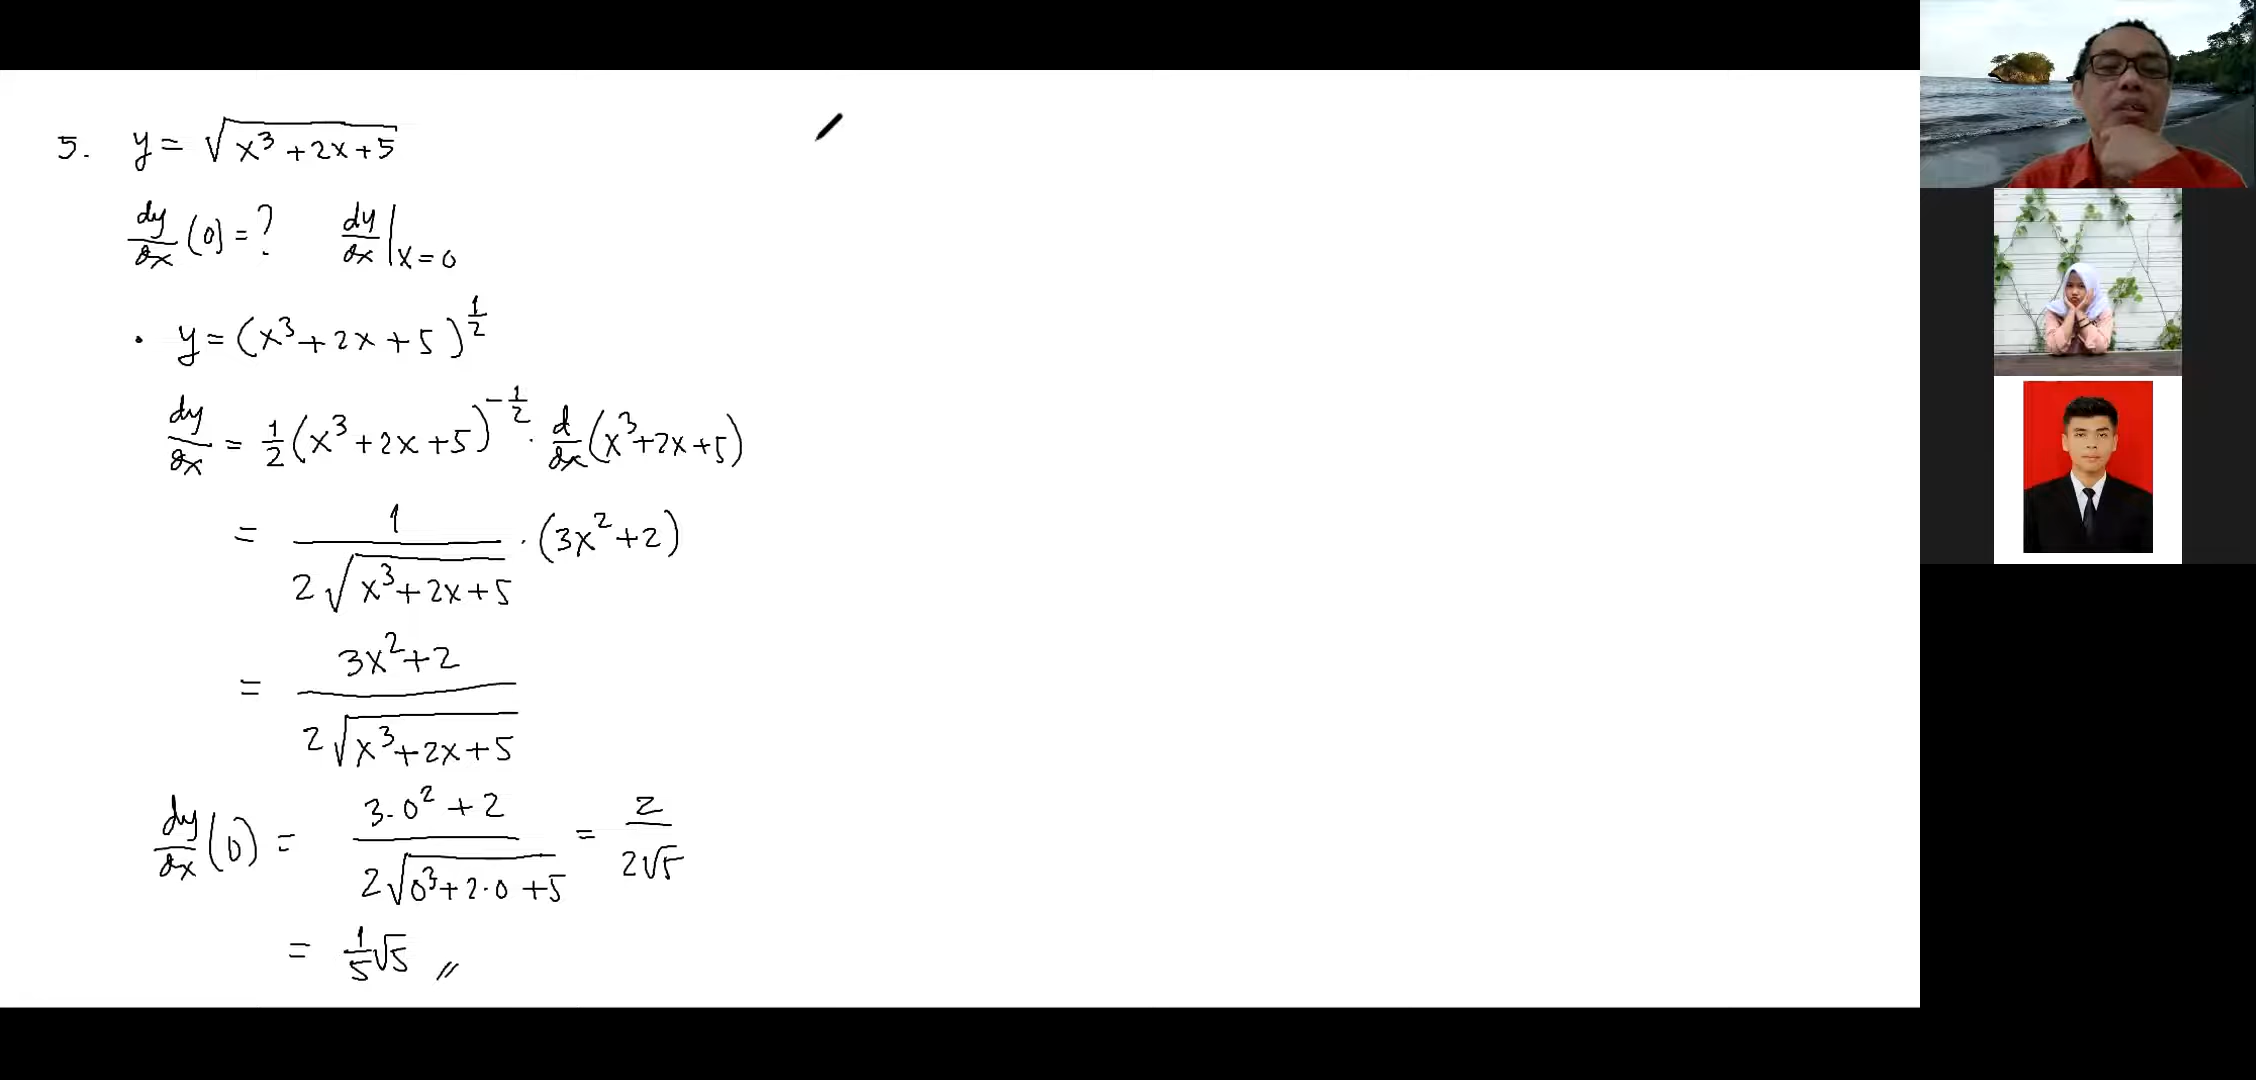 5. y = √(x³ + 2x + 5)
dy/dx (0) = ? dy/dx |x = 0
• y = (x³ + 2x + 5)^(1/2)
dy/dx = 1/2 (x³ + 2x + 5)^(-1/2) · d/dx (x³ + 2x + 5)
= 1/(2√(x³ + 2x + 5)) · (3x² + 2)
= (3x² + 2)/(2√(x³ + 2x + 5))
dy/dx (0) = (3·0² + 2)/(2√(0³ + 2·0 + 5)) = 2/(2√5)
= 1/5 √5 //